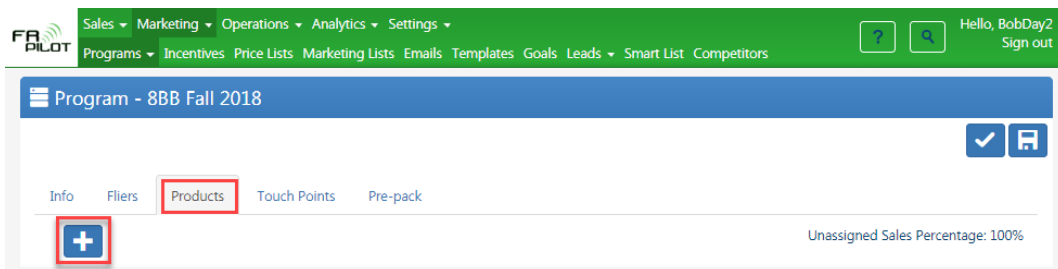 FR PILOT
Sales Marketing Operations Analytics Settings
Programs Incentives Price Lists Marketing Lists Emails Templates Goals Leads Smart List Competitors
?
Hello, BobDay2
Sign out
Program - 8BB Fall 2018
Info Fliers Products Touch Points Pre-pack
+
Unassigned Sales Percentage: 100%